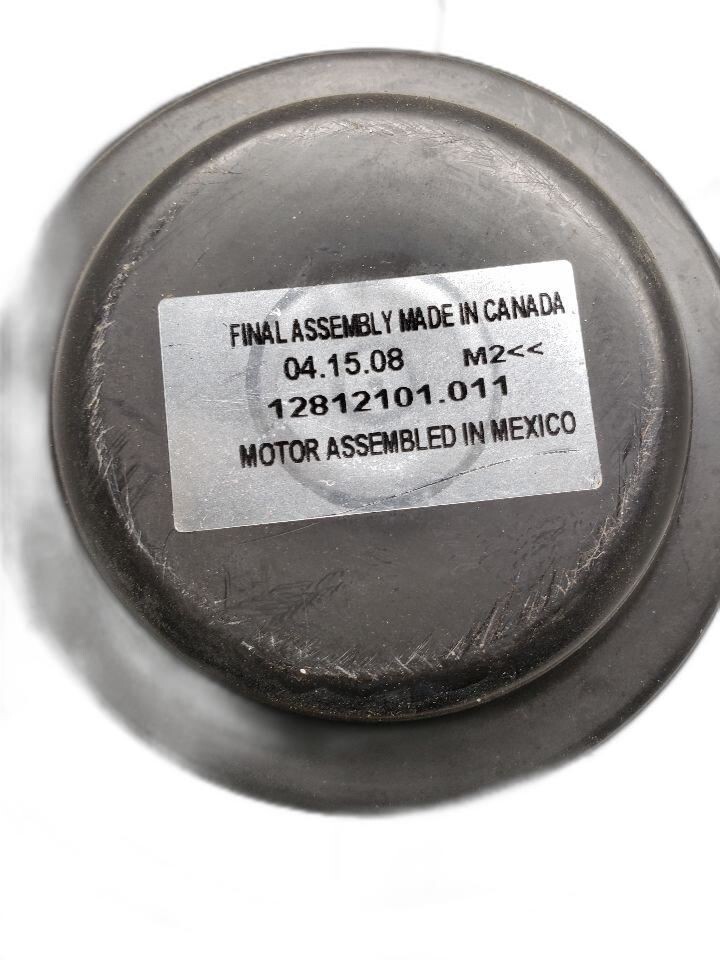 FINAL ASSEMBLY MADE IN CANADA
04.15.08 M2<<
12812101.011
MOTOR ASSEMBLED IN MEXICO